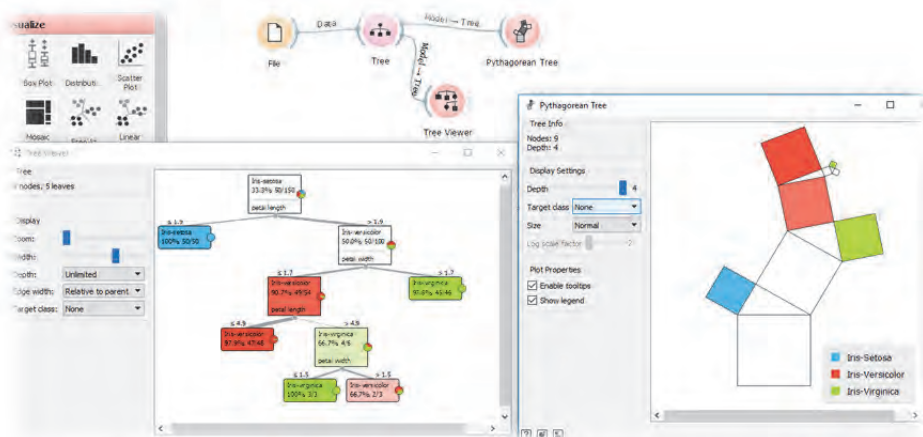 sualize
Box Plot
Distributi...
Scatter
Plot
Mosaic
Linear
Data
Model → Tree
Model → Tree
File
Tree
Pythagorean Tree
Tree Viewer
Tree Viewer
Tree
nodes, 5 leaves
Display
Zoom:
Width:
Depth:
Unlimited
Edge width:
Relative to parent
Target class:
None
Iris-setosa
33.3% 50/150
petal length
≤ 1.9
> 1.9
Iris-setosa
100% 50/50
Iris-versicolor
50.0% 50/100
petal width
≤ 1.7
> 1.7
Iris-versicolor
90.7% 49/54
petal length
Iris-virginica
97.8% 45/46
≤ 4.9
> 4.9
Iris-versicolor
97.9% 47/48
Iris-virginica
66.7% 4/6
petal width
≤ 1.5
> 1.5
Iris-virginica
100% 3/3
Iris-versicolor
66.7% 2/3
Pythagorean Tree
Tree Info
Nodes: 9
Depth: 4
Display Settings
Depth
4
Target class
None
Size
Normal
Log scale factor
2
Plot Properties
Enable tooltips
Show legend
Iris-Setosa
Iris-Versicolor
Iris-Virginica